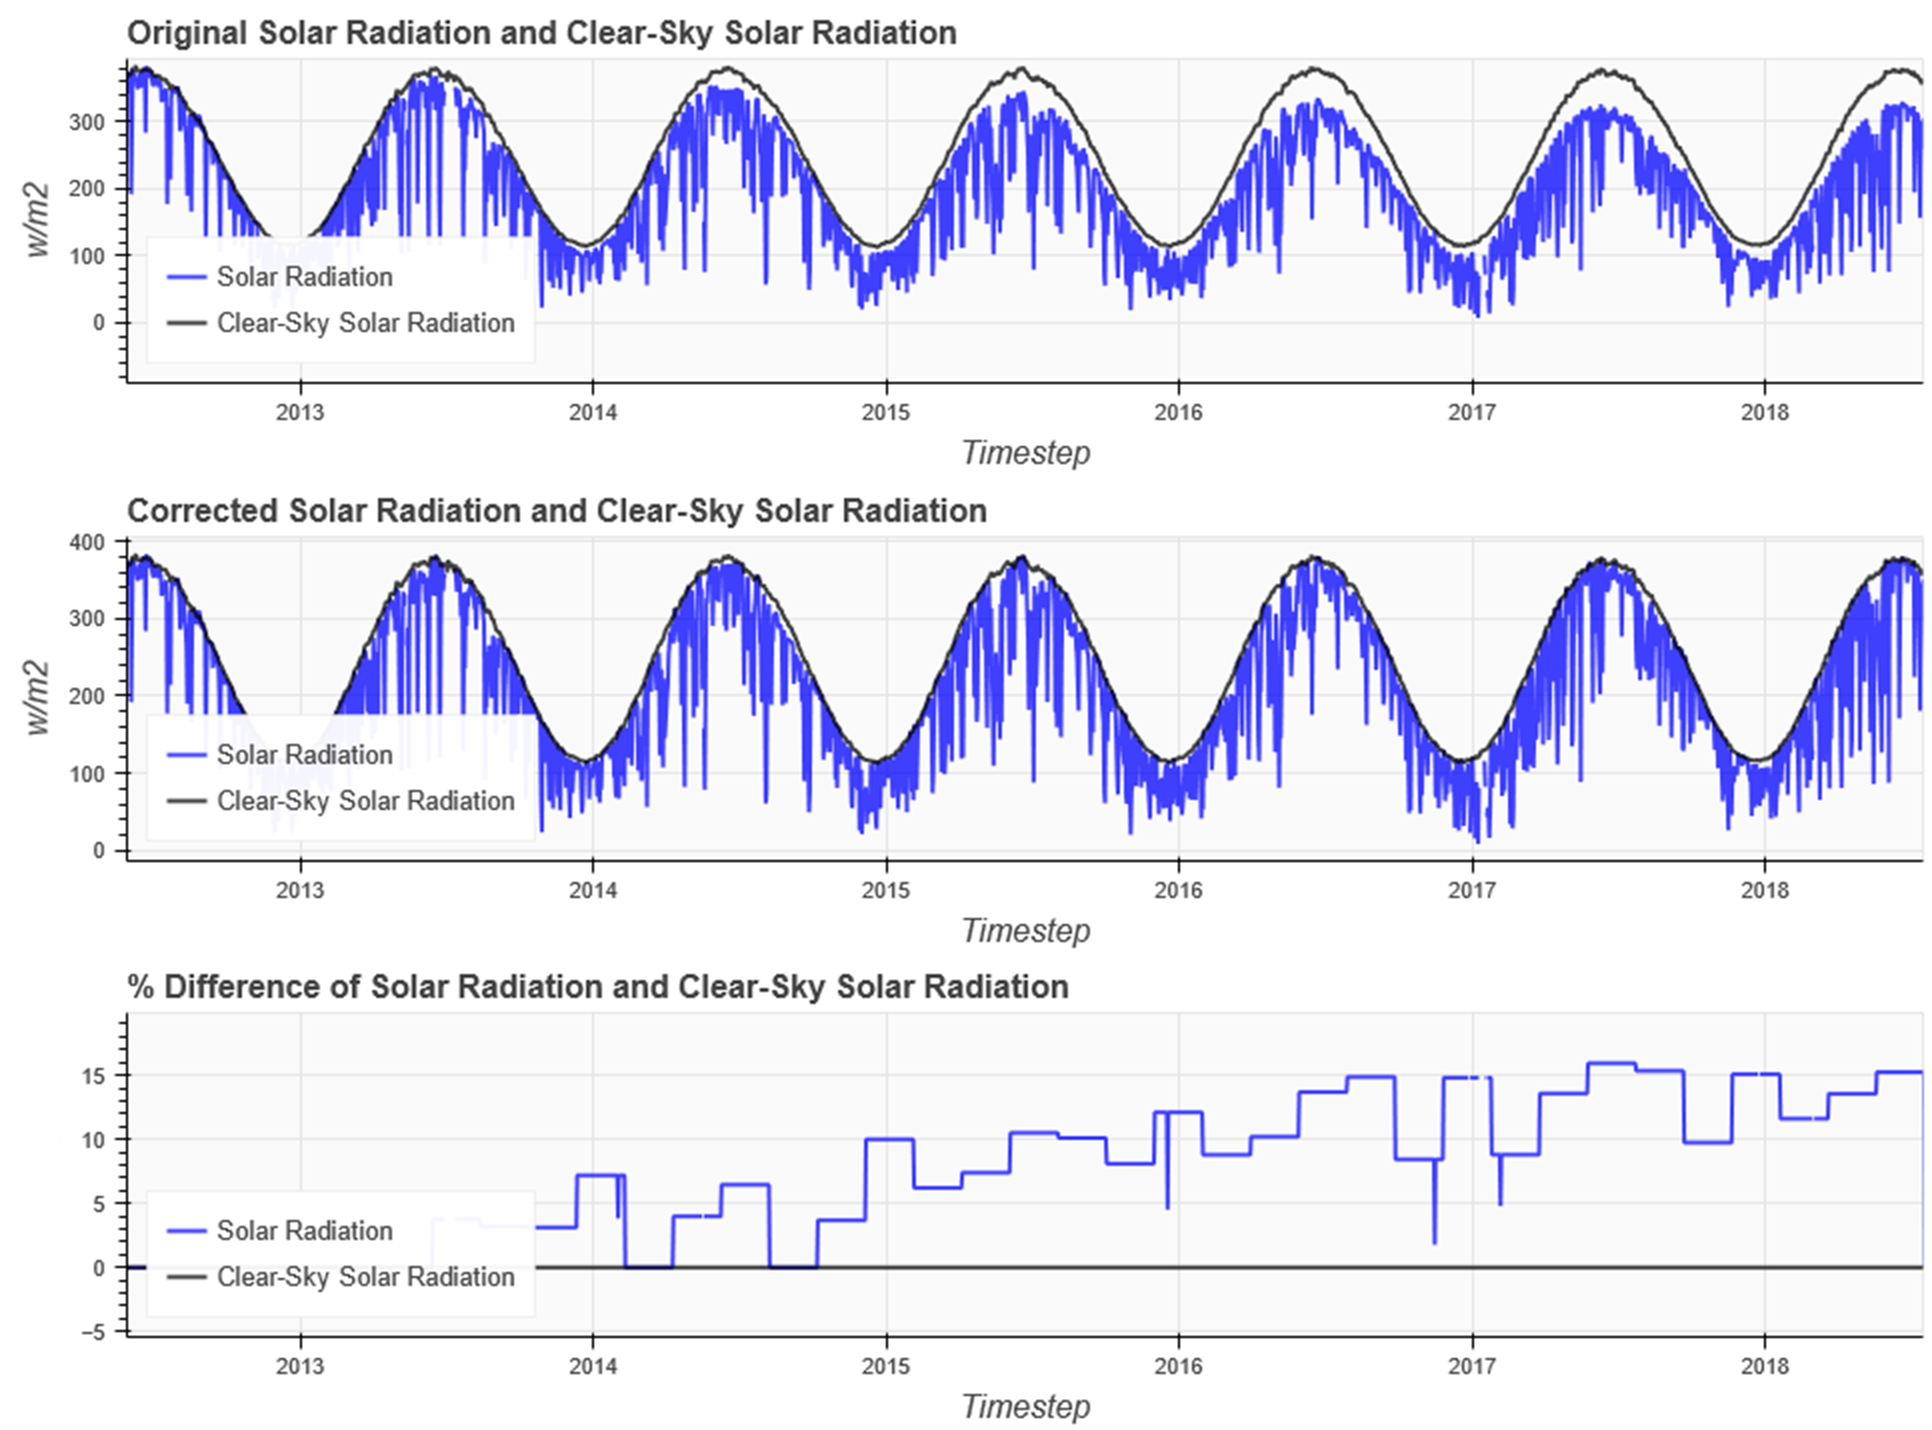 Original Solar Radiation and Clear-Sky Solar Radiation
300
200
100
0
w/m2
Solar Radiation
Clear-Sky Solar Radiation
2013 2014 2015 2016 2017 2018
Timestep
Corrected Solar Radiation and Clear-Sky Solar Radiation
400
300
200
100
0
w/m2
Solar Radiation
Clear-Sky Solar Radiation
2013 2014 2015 2016 2017 2018
Timestep
% Difference of Solar Radiation and Clear-Sky Solar Radiation
15
10
5
0
−5
Solar Radiation
Clear-Sky Solar Radiation
2013 2014 2015 2016 2017 2018
Timestep